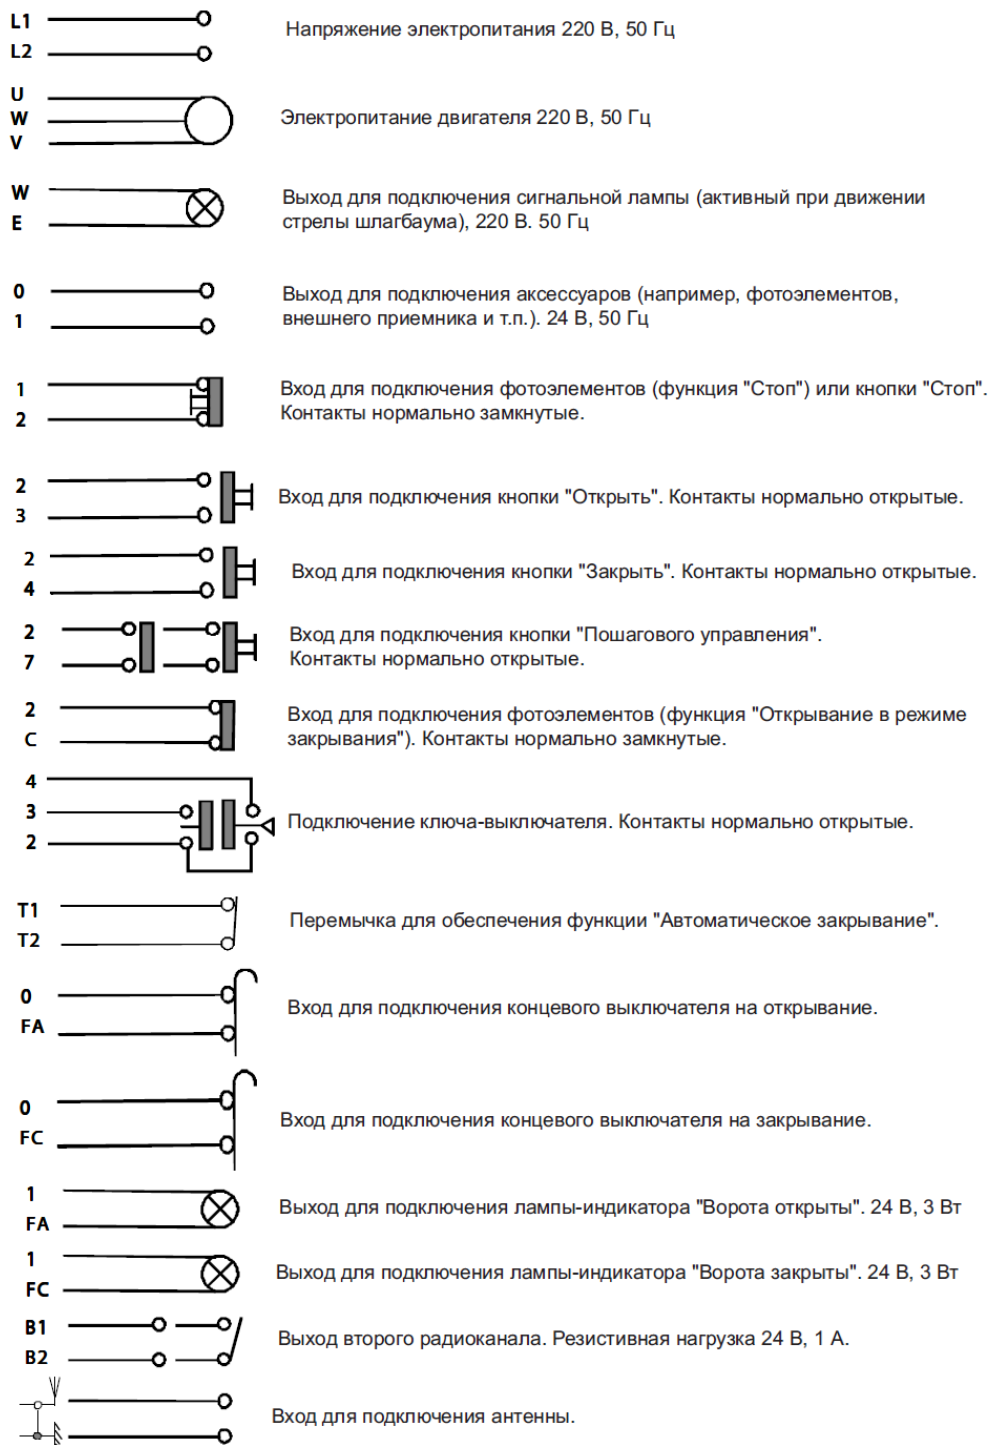 L1
Напряжение электропитания 220 В, 50 Гц
L2
U
W
Электропитание двигателя 220 В, 50 Гц
V
W
Выход для подключения сигнальной лампы (активный при движении
E
стрелы шлагбаума), 220 В. 50 Гц
0
Выход для подключения аксессуаров (например, фотоэлементов,
1
внешнего приемника и т.п.). 24 В, 50 Гц
1
Вход для подключения фотоэлементов (функция "Стоп") или кнопки "Стоп".
2
Контакты нормально замкнутые.
2
Вход для подключения кнопки "Открыть". Контакты нормально открытые.
3
2
Вход для подключения кнопки "Закрыть". Контакты нормально открытые.
4
2
Вход для подключения кнопки "Пошагового управления".
7
Контакты нормально открытые.
2
Вход для подключения фотоэлементов (функция "Открывание в режиме
C
закрывания"). Контакты нормально замкнутые.
4
3
Подключение ключа-выключателя. Контакты нормально открытые.
2
T1
Перемычка для обеспечения функции "Автоматическое закрывание".
T2
0
Вход для подключения концевого выключателя на открывание.
FA
0
Вход для подключения концевого выключателя на закрывание.
FC
1
Выход для подключения лампы-индикатора "Ворота открыты". 24 В, 3 Вт
FA
1
Выход для подключения лампы-индикатора "Ворота закрыты". 24 В, 3 Вт
FC
B1
Выход второго радиоканала. Резистивная нагрузка 24 В, 1 А.
B2
Вход для подключения антенны.